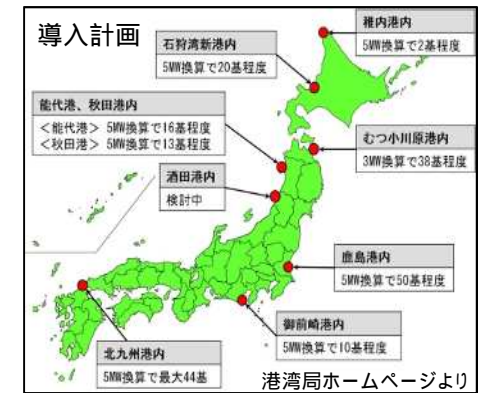 導入計画
稚内港内
5MW換算で2基程度
石狩湾新港内
5MW換算で20基程度
能代港、秋田港内
＜能代港＞ 5MW換算で16基程度
＜秋田港＞ 5MW換算で13基程度
むつ小川原港内
3MW換算で38基程度
酒田港内
検討中
鹿島港内
5MW換算で50基程度
御前崎港内
5MW換算で10基程度
北九州港内
5MW換算で最大44基
港湾局ホームページより